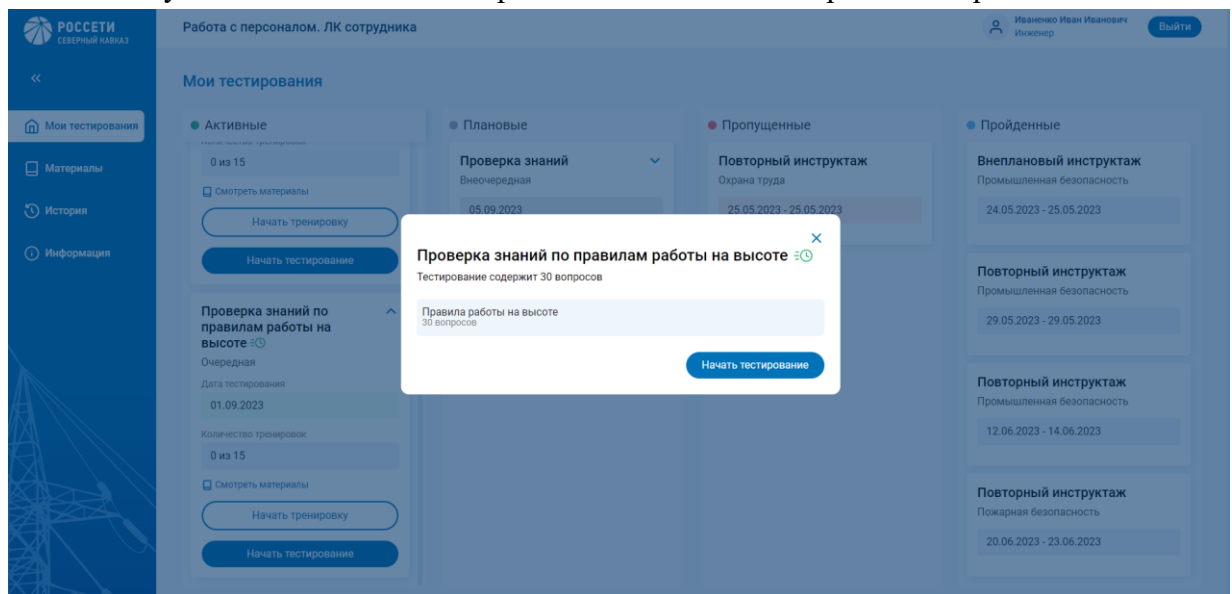 РОССЕТИ
СЕВЕРНЫЙ КАВКАЗ
Работа с персоналом. ЛК сотрудника
Иваненко Иван Иванович
Инженер
Выйти
Мои тестирования
Мои тестирования
Материалы
История
Информация
Активные
Количество тренировок
0 из 15
Смотреть материалы
Начать тренировку
Начать тестирование
Проверка знаний по
правилам работы на
высоте
Очередная
Дата тестирования
01.09.2023
Количество тренировок
0 из 15
Смотреть материалы
Начать тренировку
Начать тестирование
Плановые
Проверка знаний
Внеочередная
05.09.2023
Пропущенные
Повторный инструктаж
Охрана труда
25.05.2023 - 25.05.2023
Проверка знаний по правилам работы на высоте
Тестирование содержит 30 вопросов
Правила работы на высоте
30 вопросов
Начать тестирование
Пройденные
Внеплановый инструктаж
Промышленная безопасность
24.05.2023 - 25.05.2023
Повторный инструктаж
Промышленная безопасность
29.05.2023 - 29.05.2023
Повторный инструктаж
Промышленная безопасность
12.06.2023 - 14.06.2023
Повторный инструктаж
Пожарная безопасность
20.06.2023 - 23.06.2023